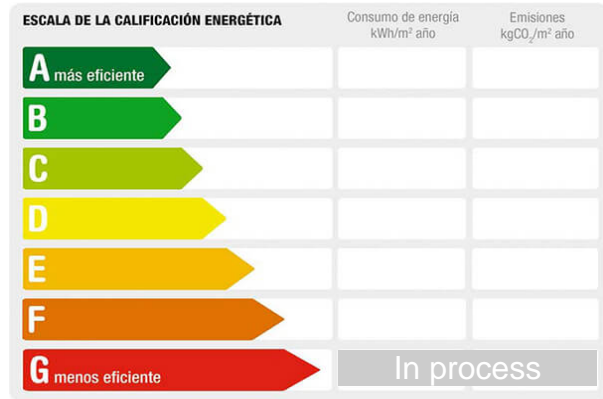 ESCALA DE LA CALIFICACIÓN ENERGÉTICA
Consumo de energía
kWh/m² año
Emisiones
kgCO₂/m² año
A más eficiente
B
C
D
E
F
G menos eficiente
In process